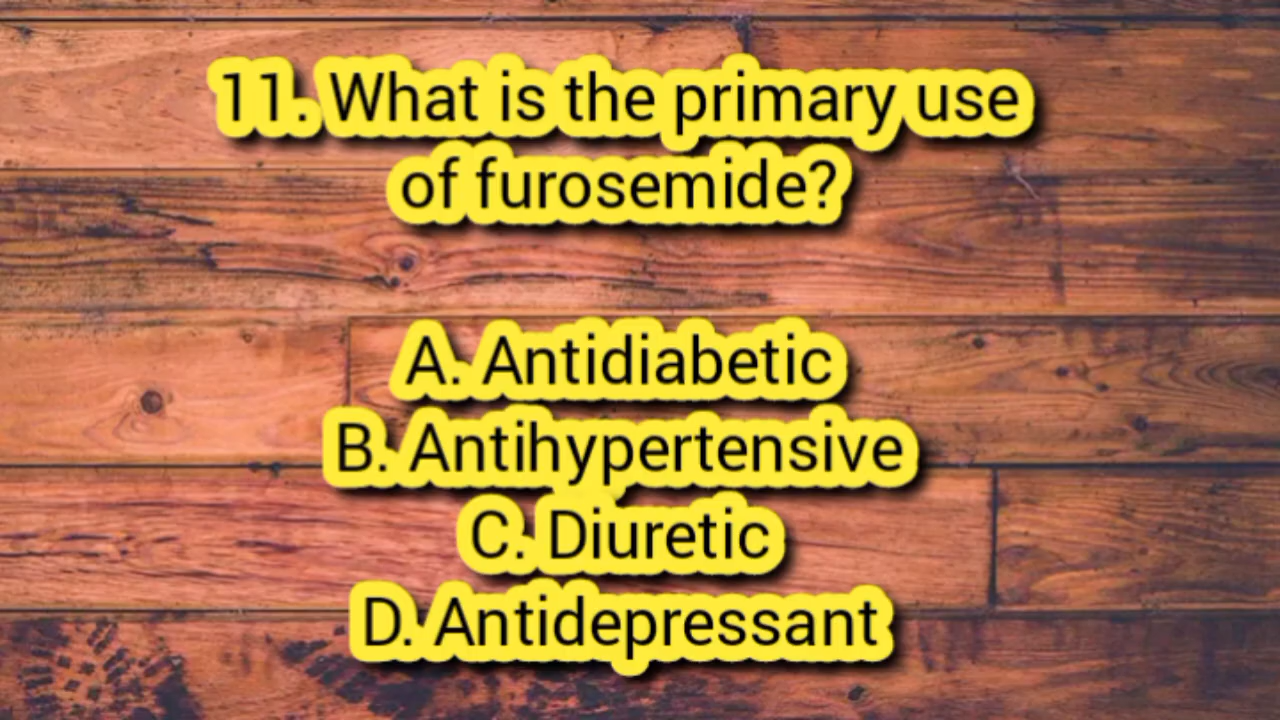 11. What is the primary use
of furosemide?
A. Antidiabetic
B. Antihypertensive
C. Diuretic
D. Antidepressant